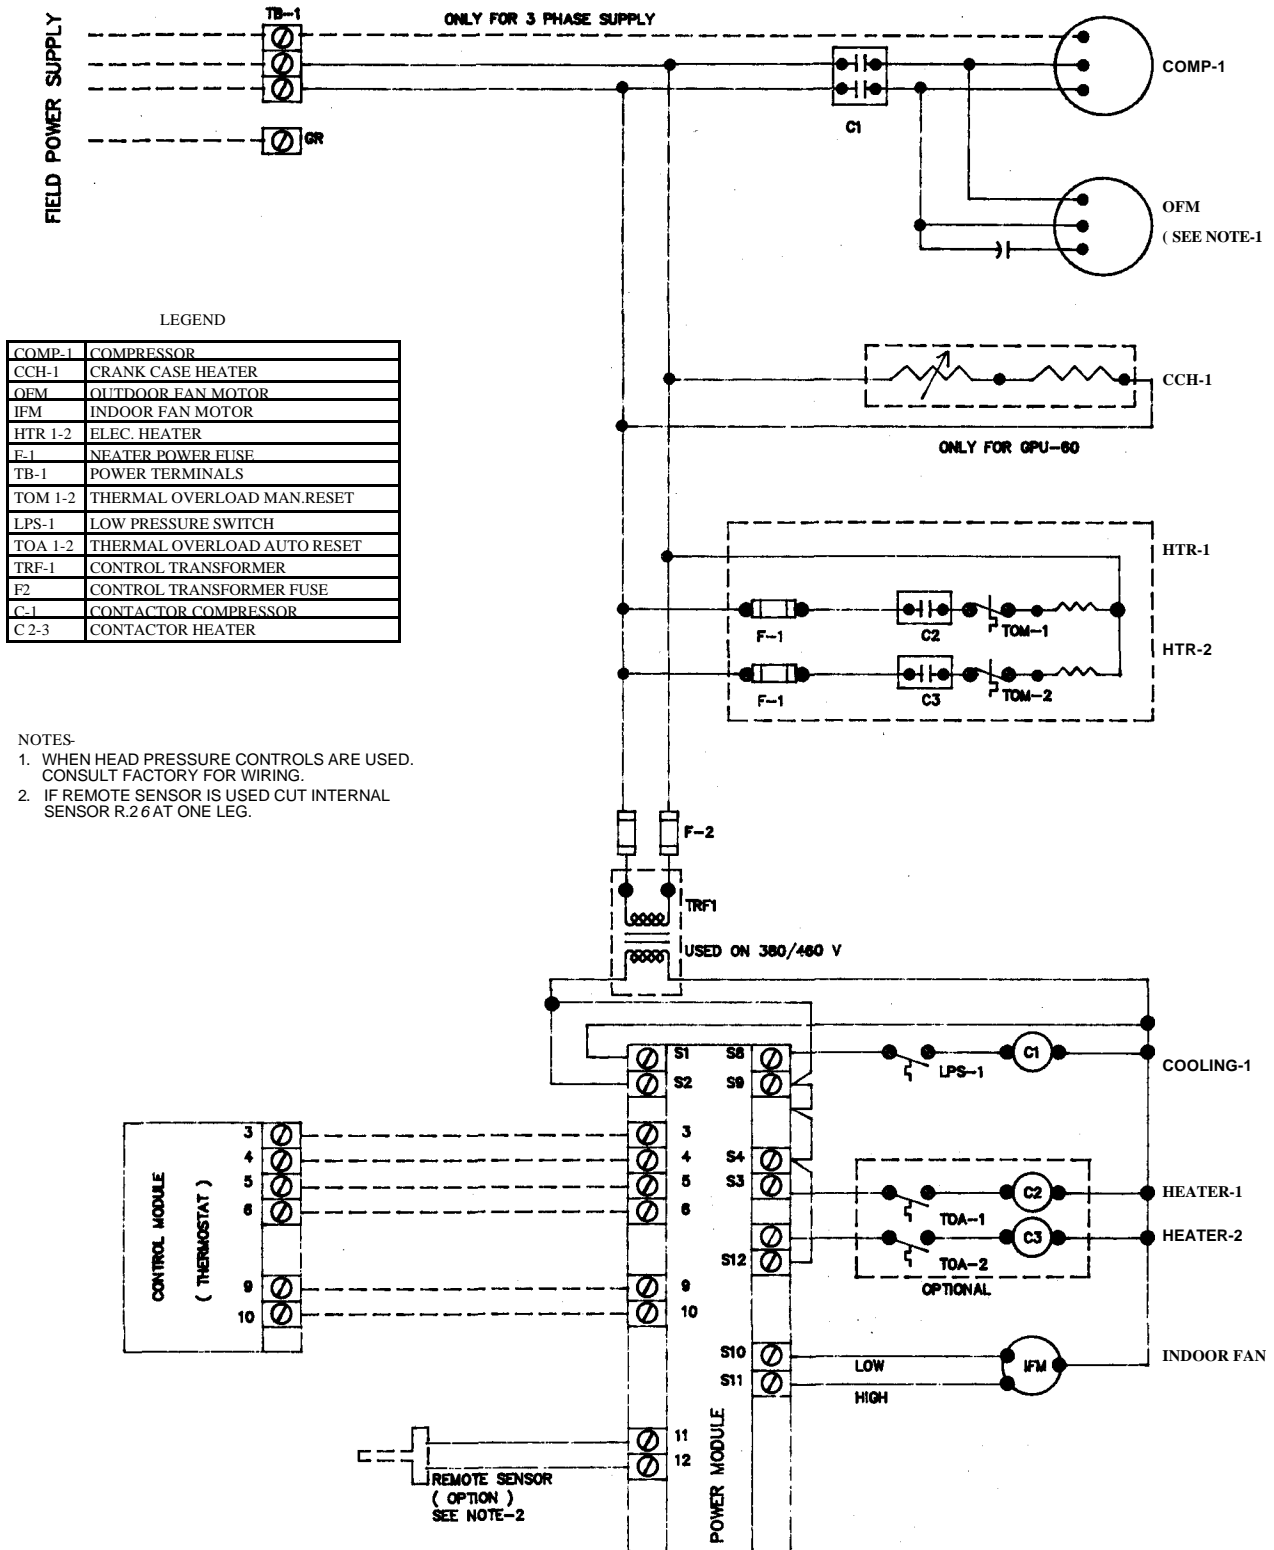 TB-1
ONLY FOR 3 PHASE SUPPLY
FIELD POWER SUPPLY
GR
C1
COMP-1
OFM
( SEE NOTE-1
LEGEND
COMP-1 COMPRESSOR
CCH-1 CRANK CASE HEATER
OFM OUTDOOR FAN MOTOR
IFM INDOOR FAN MOTOR
HTR 1-2 ELEC. HEATER
F-1 NEATER POWER FUSE
TB-1 POWER TERMINALS
TOM 1-2 THERMAL OVERLOAD MAN.RESET
LPS-1 LOW PRESSURE SWITCH
TOA 1-2 THERMAL OVERLOAD AUTO RESET
TRF-1 CONTROL TRANSFORMER
F2 CONTROL TRANSFORMER FUSE
C-1 CONTACTOR COMPRESSOR
C 2-3 CONTACTOR HEATER
CCH-1
ONLY FOR GPU-60
HTR-1
F-1
C2
TOM-1
HTR-2
F-1
C3
TOM-2
NOTES-
1. WHEN HEAD PRESSURE CONTROLS ARE USED.
CONSULT FACTORY FOR WIRING.
2. IF REMOTE SENSOR IS USED CUT INTERNAL
SENSOR R.26 AT ONE LEG.
F-2
TRF1
USED ON 380/460 V
S1
S8
LPS-1
C1
COOLING-1
S2
S9
CONTROL MODULE
( THERMOSTAT )
3
3
4
4
S4
5
5
S3
TOA-1
C2
HEATER-1
6
6
C3
HEATER-2
S12
TOA-2
OPTIONAL
9
9
10
10
S10
LOW
IFM
INDOOR FAN
S11
HIGH
POWER MODULE
11
12
REMOTE SENSOR
( OPTION )
SEE NOTE-2